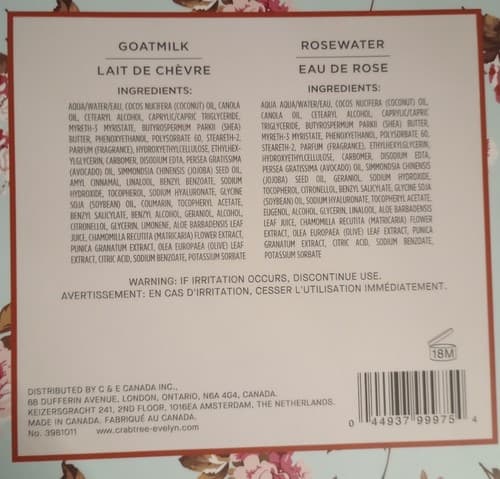 GOATMILK
LAIT DE CHÈVRE
INGREDIENTS:
AQUA/WATER/EAU, COCOS NUCIFERA (COCONUT) OIL, CANOLA
OIL, CETEARYL ALCOHOL, CAPRYLIC/CAPRIC TRIGLYCERIDE,
MYRETH-3 MYRISTATE, BUTYROSPERMUM PARKII (SHEA)
BUTTER, PHENOXYETHANOL, POLYSORBATE 60, STEARETH-2,
PARFUM (FRAGRANCE), HYDROXYETHYLCELLULOSE, ETHYLHEX-
YLGLYCERIN, CARBOMER, DISODIUM EDTA, PERSEA GRATISSIMA
(AVOCADO) OIL, SIMMONDSIA CHINENSIS (JOJOBA) SEED OIL,
AMYL CINNAMAL, LINALOOL, BENZYL BENZOATE, SODIUM
HYDROXIDE, TOCOPHEROL, SODIUM HYALURONATE, GLYCINE
SOJA (SOYBEAN) OIL, COUMARIN, TOCOPHERYL ACETATE,
BENZYL SALICYLATE, BENZYL ALCOHOL, GERANIOL, ALCOHOL,
CITRONELLOL, GLYCERIN, LIMONENE, ALOE BARBADENSIS LEAF
JUICE, CHAMOMILLA RECUTITA (MATRICARIA) FLOWER EXTRACT,
PUNICA GRANATUM EXTRACT, OLEA EUROPAEA (OLIVE) LEAF
EXTRACT, CITRIC ACID, SODIUM BENZOATE, POTASSIUM SORBATE
ROSEWATER
EAU DE ROSE
INGREDIENTS:
AQUA AQUA/WATER/EAU, COCOS NUCIFERA (COCONUT) OIL,
CANOLA OIL, CETEARYL ALCOHOL, CAPRYLIC/CAPRIC
TRIGLYCERIDE, BUTYROSPERMUM PARKII (SHEA) BUTTER,
MYRETH-3 MYRISTATE, PHENOXYETHANOL, POLYSORBATE 60,
STEARETH-2, PARFUM (FRAGRANCE), ETHYLHEXYLGLYCERIN,
HYDROXYETHYLCELLULOSE, CARBOMER, DISODIUM EDTA,
PERSEA GRATISSIMA (AVOCADO) OIL, SIMMONDSIA CHINENSIS
(JOJOBA) SEED OIL, GERANIOL, SODIUM HYDROXIDE,
TOCOPHEROL, CITRONELLOL, BENZYL SALICYLATE, GLYCINE SOJA
(SOYBEAN) OIL, SODIUM HYALURONATE, TOCOPHERYL ACETATE,
EUGENOL, ALCOHOL, GLYCERIN, LINALOOL, ALOE BARBADENSIS
LEAF JUICE, CHAMOMILLA RECUTITA (MATRICARIA) FLOWER
EXTRACT, OLEA EUROPAEA (OLIVE) LEAF EXTRACT, PUNICA
GRANATUM EXTRACT, CITRIC ACID, SODIUM BENZOATE,
POTASSIUM SORBATE
WARNING: IF IRRITATION OCCURS, DISCONTINUE USE.
AVERTISSEMENT: EN CAS D'IRRITATION, CESSER L'UTILISATION IMMÉDIATEMENT.
18M
DISTRIBUTED BY C & E CANADA INC.,
88 DUFFERIN AVENUE, LONDON, ONTARIO, N6A 4G4, CANADA.
KEIZERSGRACHT 241, 2ND FLOOR, 1016EA AMSTERDAM, THE NETHERLANDS.
MADE IN CANADA. FABRIQUÉ AU CANADA.
No. 3981011 www.crabtree-evelyn.com
0 44937 99975 4